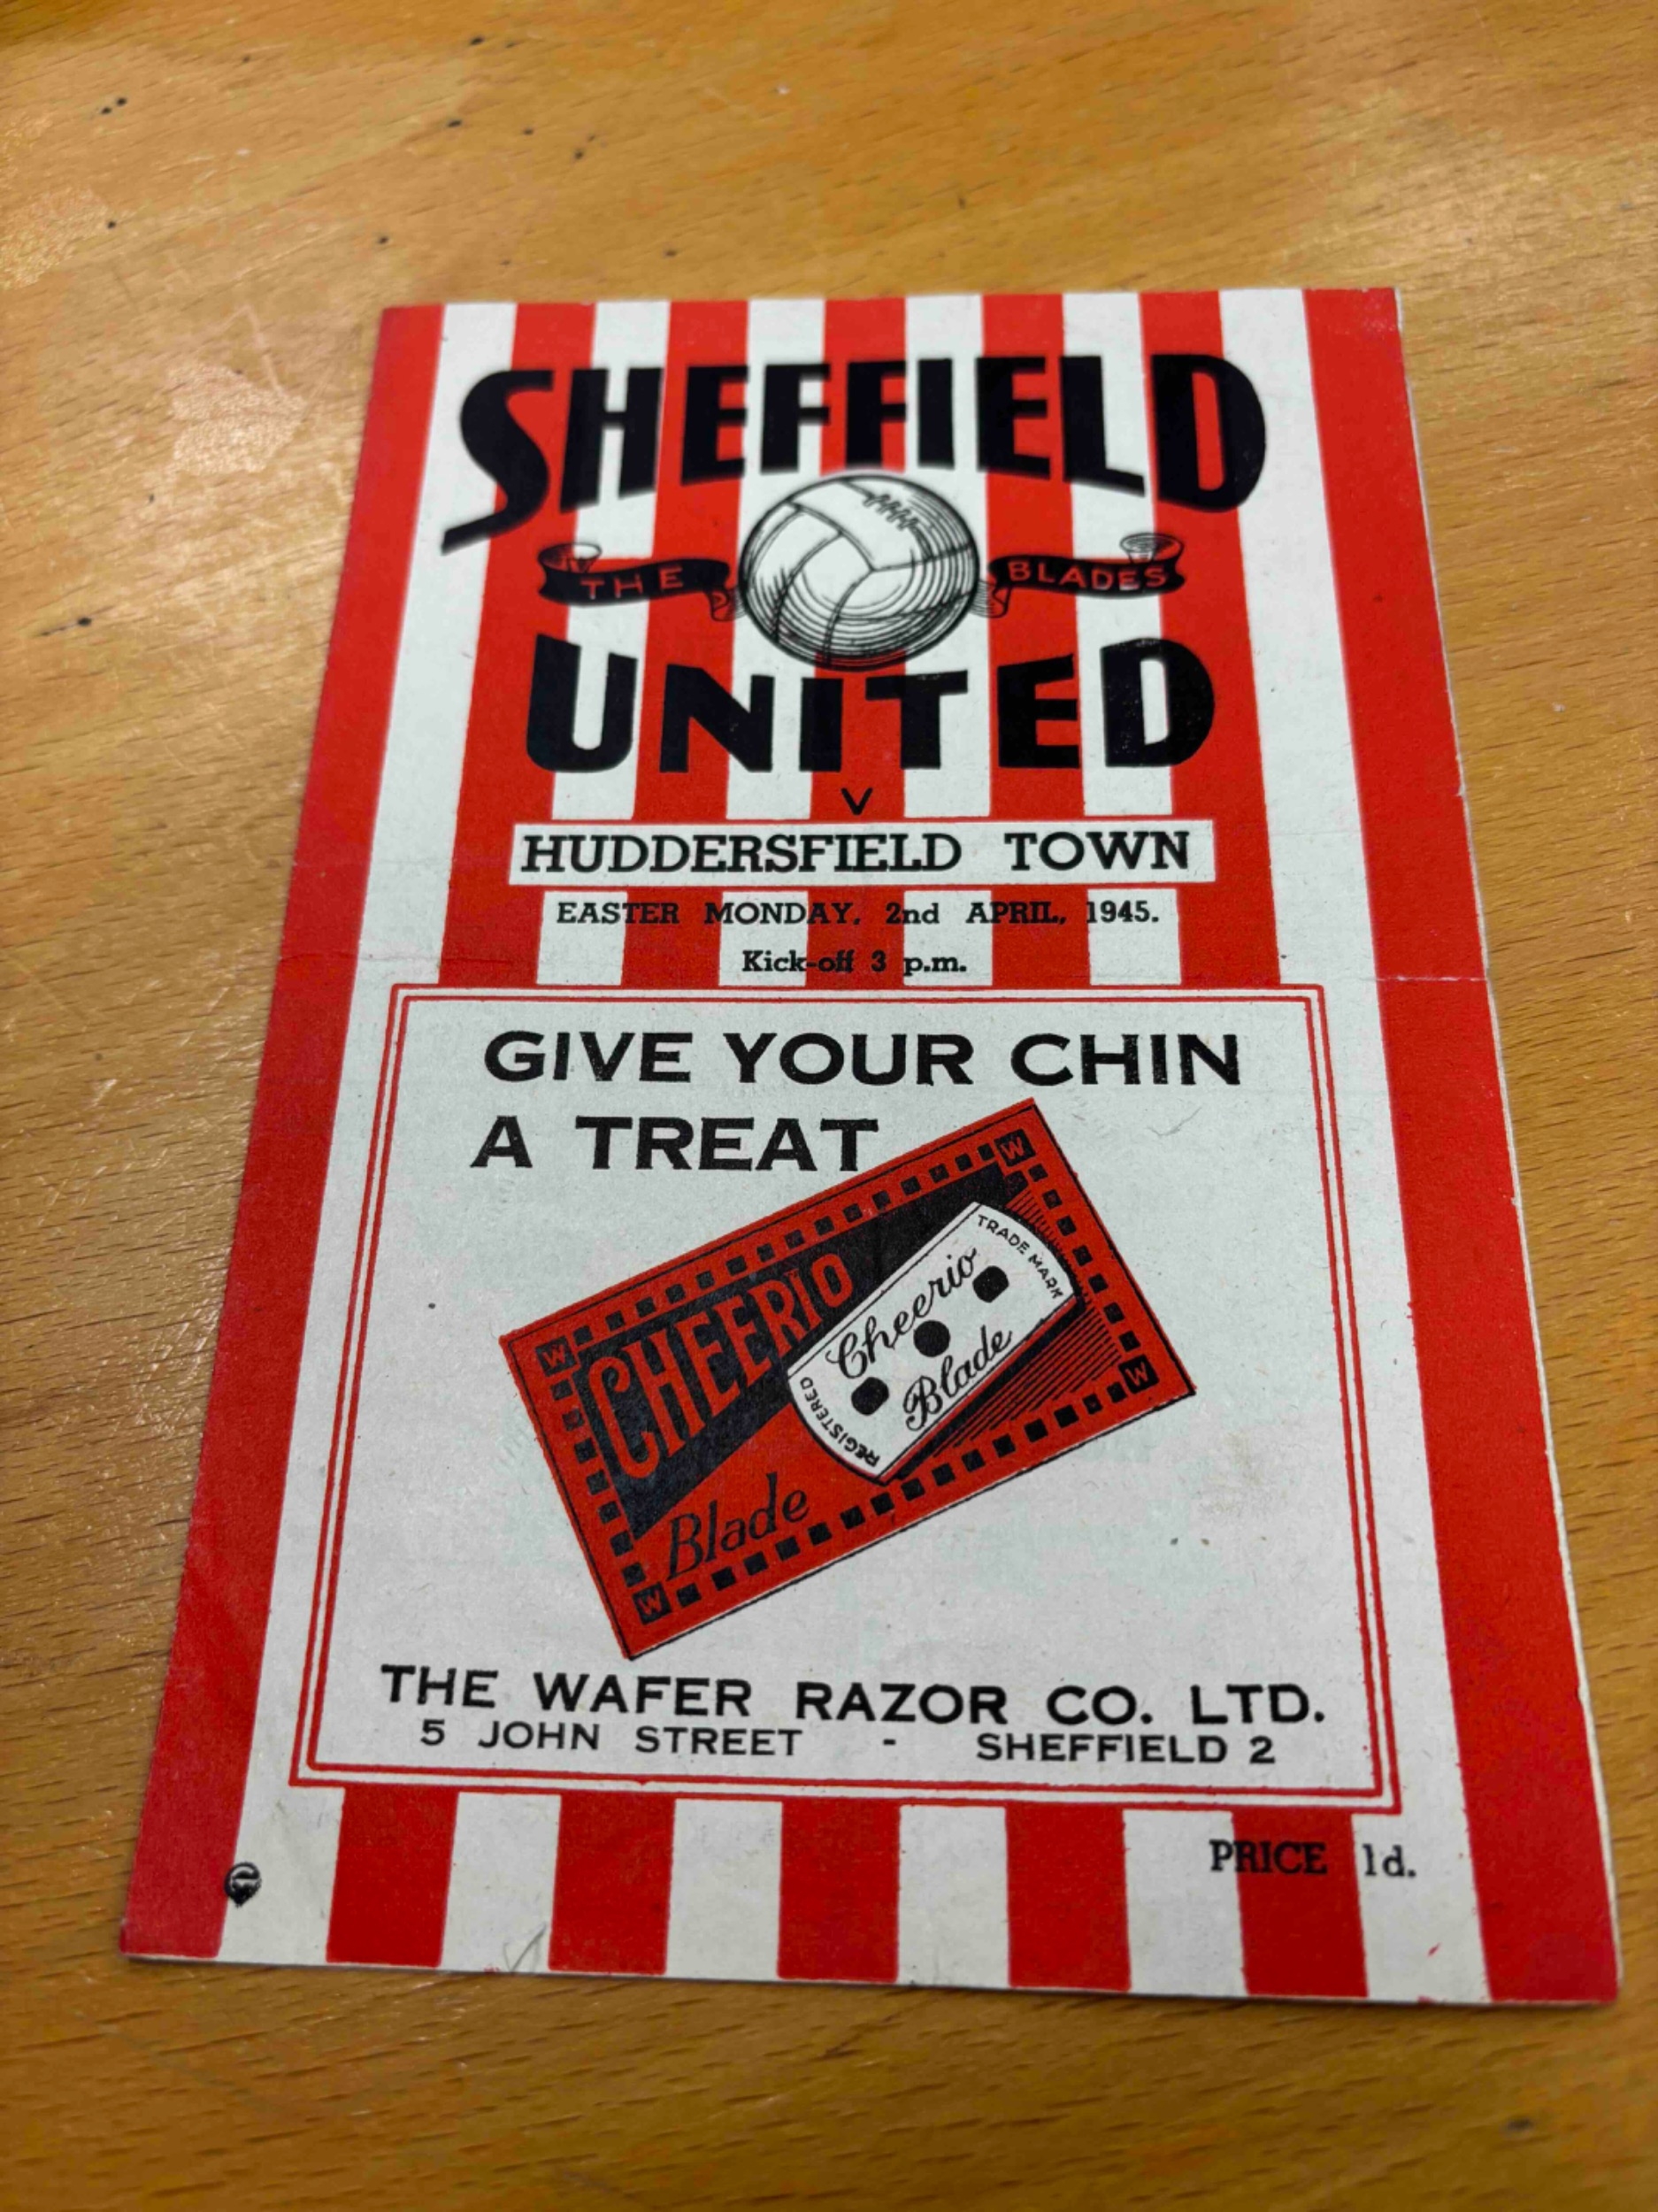 SHEFFIELD
THE BLADES
UNITED
V
HUDDERSFIELD TOWN
EASTER MONDAY, 2nd APRIL, 1945.
Kick-off 3 p.m.
GIVE YOUR CHIN
A TREAT
W
W
CHEERIO
TRADE MARK
Cheerio
Blade
REGISTERED
W
Blade
W
THE WAFER RAZOR CO. LTD.
5 JOHN STREET - SHEFFIELD 2
PRICE 1d.